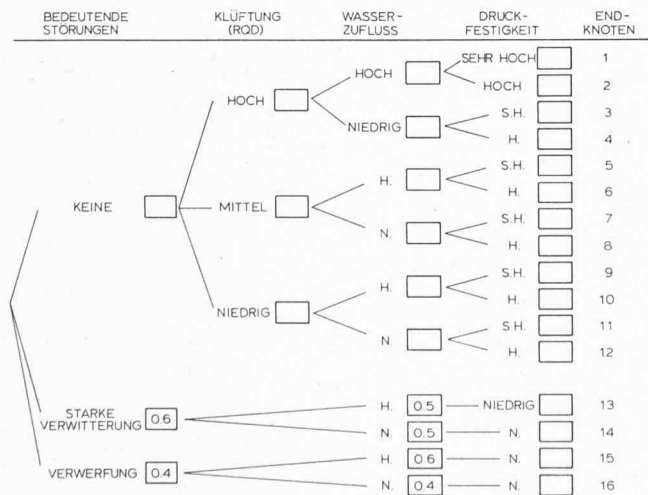 BEDEUTENDE STÖRUNGEN
KLÜFTUNG (RQD)
WASSER-ZUFLUSS
DRUCK-FESTIGKEIT
END-KNOTEN
SEHR HOCH 1
HOCH
HOCH 2
HOCH
S.H. 3
NIEDRIG
H. 4
S.H. 5
H.
H. 6
KEINE
MITTEL
S.H. 7
N.
H. 8
S.H. 9
H.
H. 10
NIEDRIG
S.H. 11
N.
H. 12
STARKE VERWITTERUNG 0.6
H. 0.5 NIEDRIG 13
N. 0.5 N. 14
VERWERFUNG 0.4
H. 0.6 N. 15
N. 0.4 N. 16